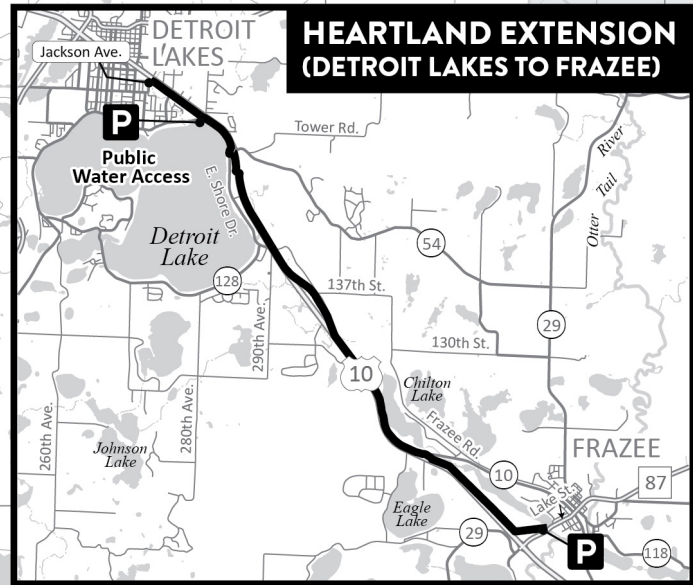 HEARTLAND EXTENSION
(DETROIT LAKES TO FRAZEE)
DETROIT
LAKES
Jackson Ave.
P
Public
Water Access
Tower Rd.
River
Tail
Otter
E. Shore Dr.
Detroit
Lake
54
128
137th St.
29
290th Ave.
130th St.
10
Chilton
Lake
280th Ave.
260th Ave.
Frazee Rd.
Johnson
Lake
FRAZEE
10
87
Lake St.
Eagle
Lake
29
P
118